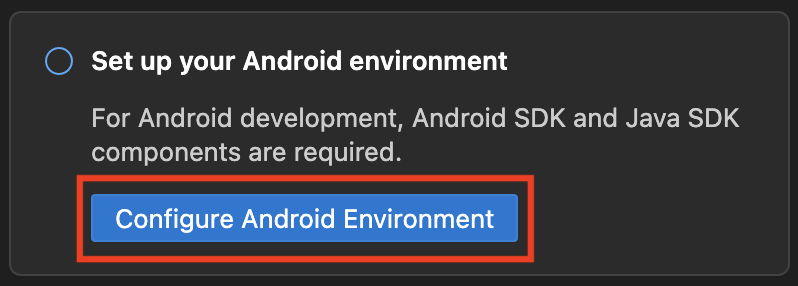 Set up your Android environment
For Android development, Android SDK and Java SDK
components are required.
Configure Android Environment